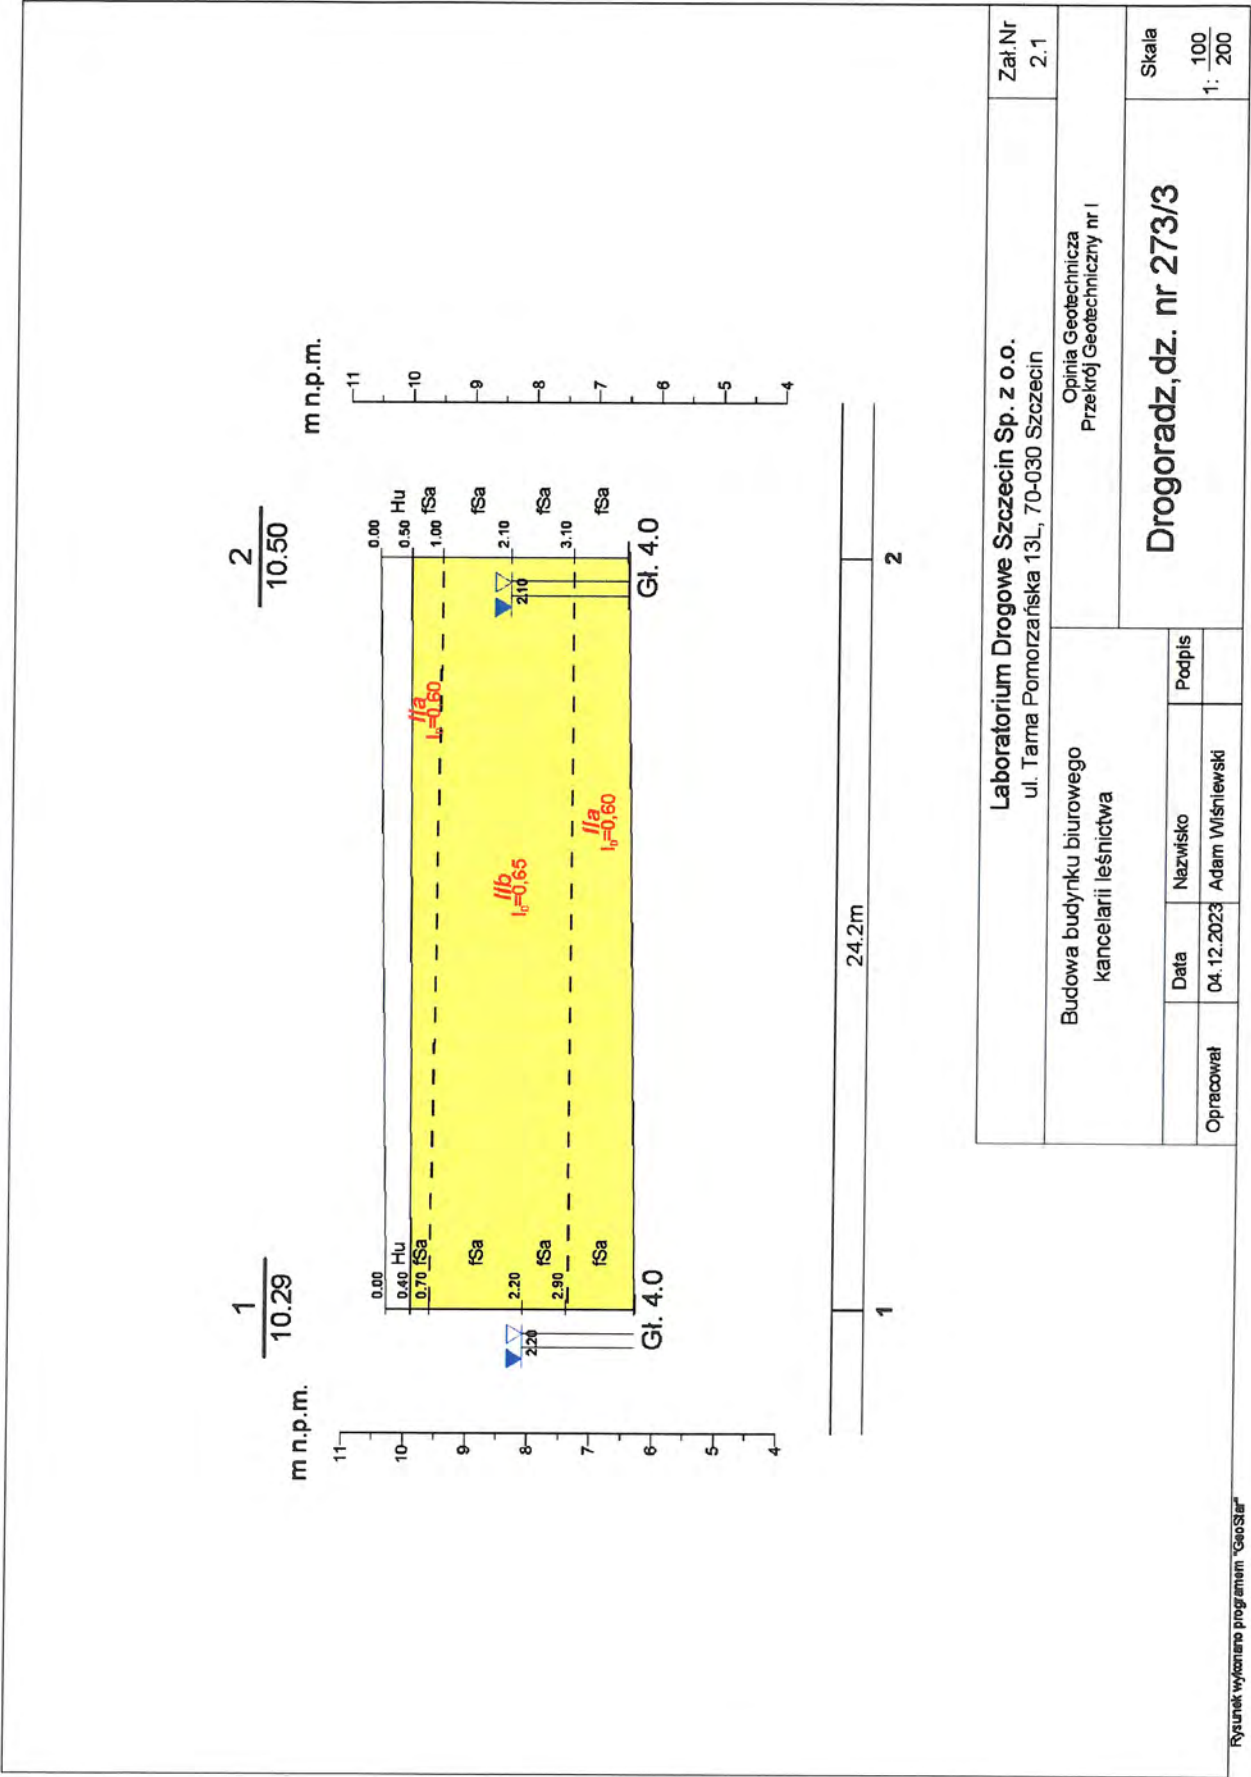 1
10.29
2
10.50
m n.p.m.
m n.p.m.
11
10
9
8
7
6
5
4
0.00
0.40
Hu
0.70
fSa
fSa
2.20
fSa
2.90
fSa
2.20
Gł. 4.0
IIa
I_D=0,60
IIb
I_D=0,65
IIa
I_D=0,60
0.00
0.50
Hu
fSa
1.00
fSa
2.10
fSa
3.10
fSa
2.10
Gł. 4.0
11
10
9
8
7
6
5
4
24.2m
1
2
Laboratorium Drogowe Szczecin Sp. z o.o.
ul. Tama Pomorzańska 13L, 70-030 Szczecin
Zał.Nr
2.1
Budowa budynku biurowego
kancelarii leśnictwa
Opinia Geotechnicza
Przekrój Geotechniczny nr I
Data
Nazwisko
Podpis
Opracował
04.12.2023
Adam Wiśniewski
Drogoradz,dz. nr 273/3
Skala
1: 100
200
Rysunek wykonano programem "GeoStar"